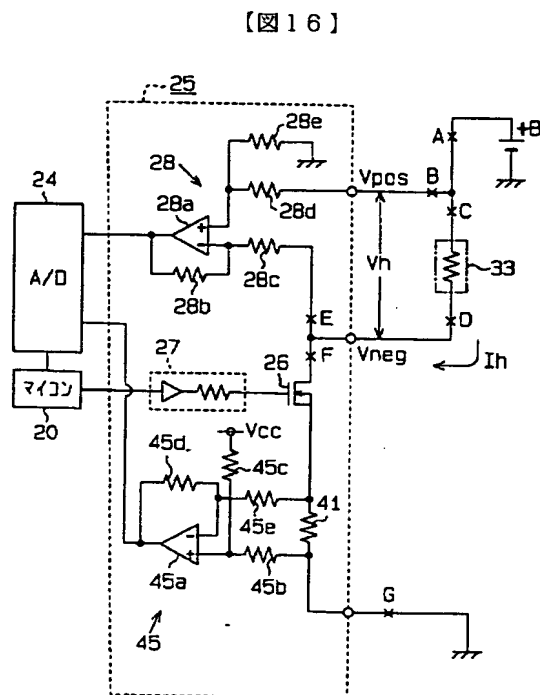 【図１６】
25
28e
A
+B
28
Vpos
B
24
28a
28d
C
A/D
28c
Vh
33
28b
E
D
27
F
Vneg
26
Ih
マイコン
20
Vcc
45d
45c
41
45e
45a
45b
G
45